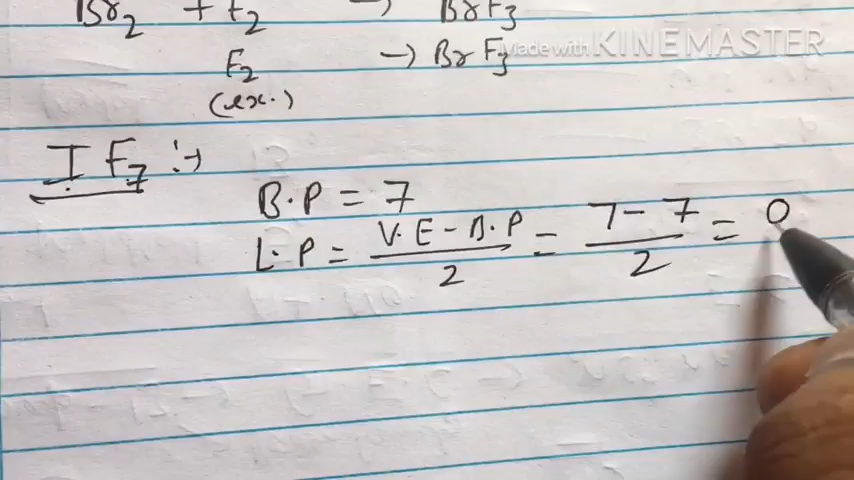 Br₂ + F₂ → BrF₃
F₂ → BrF₃
(ex.)
Made with KINEMASTER
IF₇ :→
B.P = 7
L.P = V.E - B.P / 2 = 7 - 7 / 2 = 0